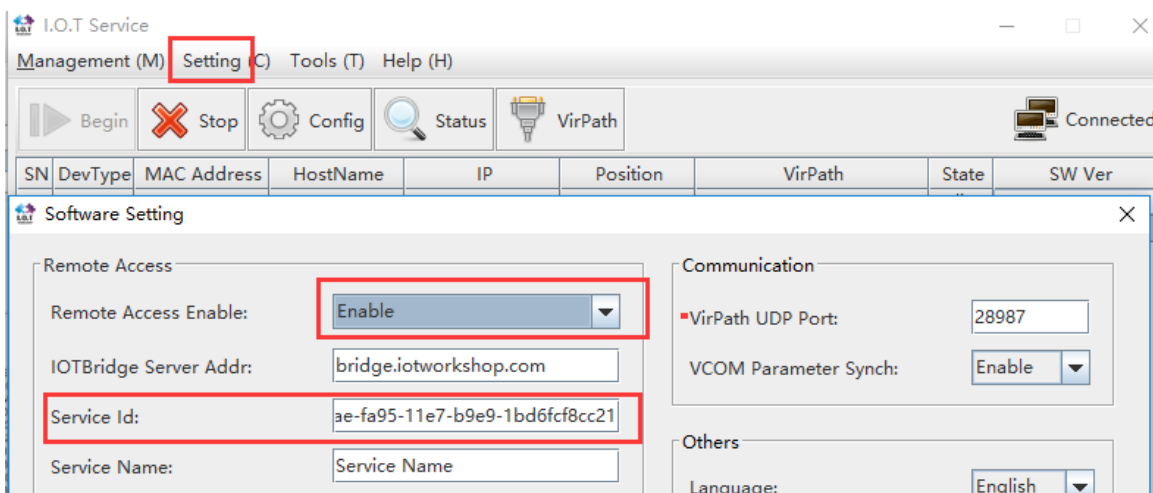 I.O.T Service
Management (M) Setting (C) Tools (T) Help (H)
Begin Stop Config Status VirPath Connected
SN DevType MAC Address HostName IP Position VirPath State SW Ver
Software Setting
Remote Access
Remote Access Enable: Enable
IOTBridge Server Addr: bridge.iotworkshop.com
Service Id: ae-fa95-11e7-b9e9-1bd6fcf8cc21
Service Name: Service Name
Communication
VirPath UDP Port: 28987
VCOM Parameter Synch: Enable
Others
Language: English